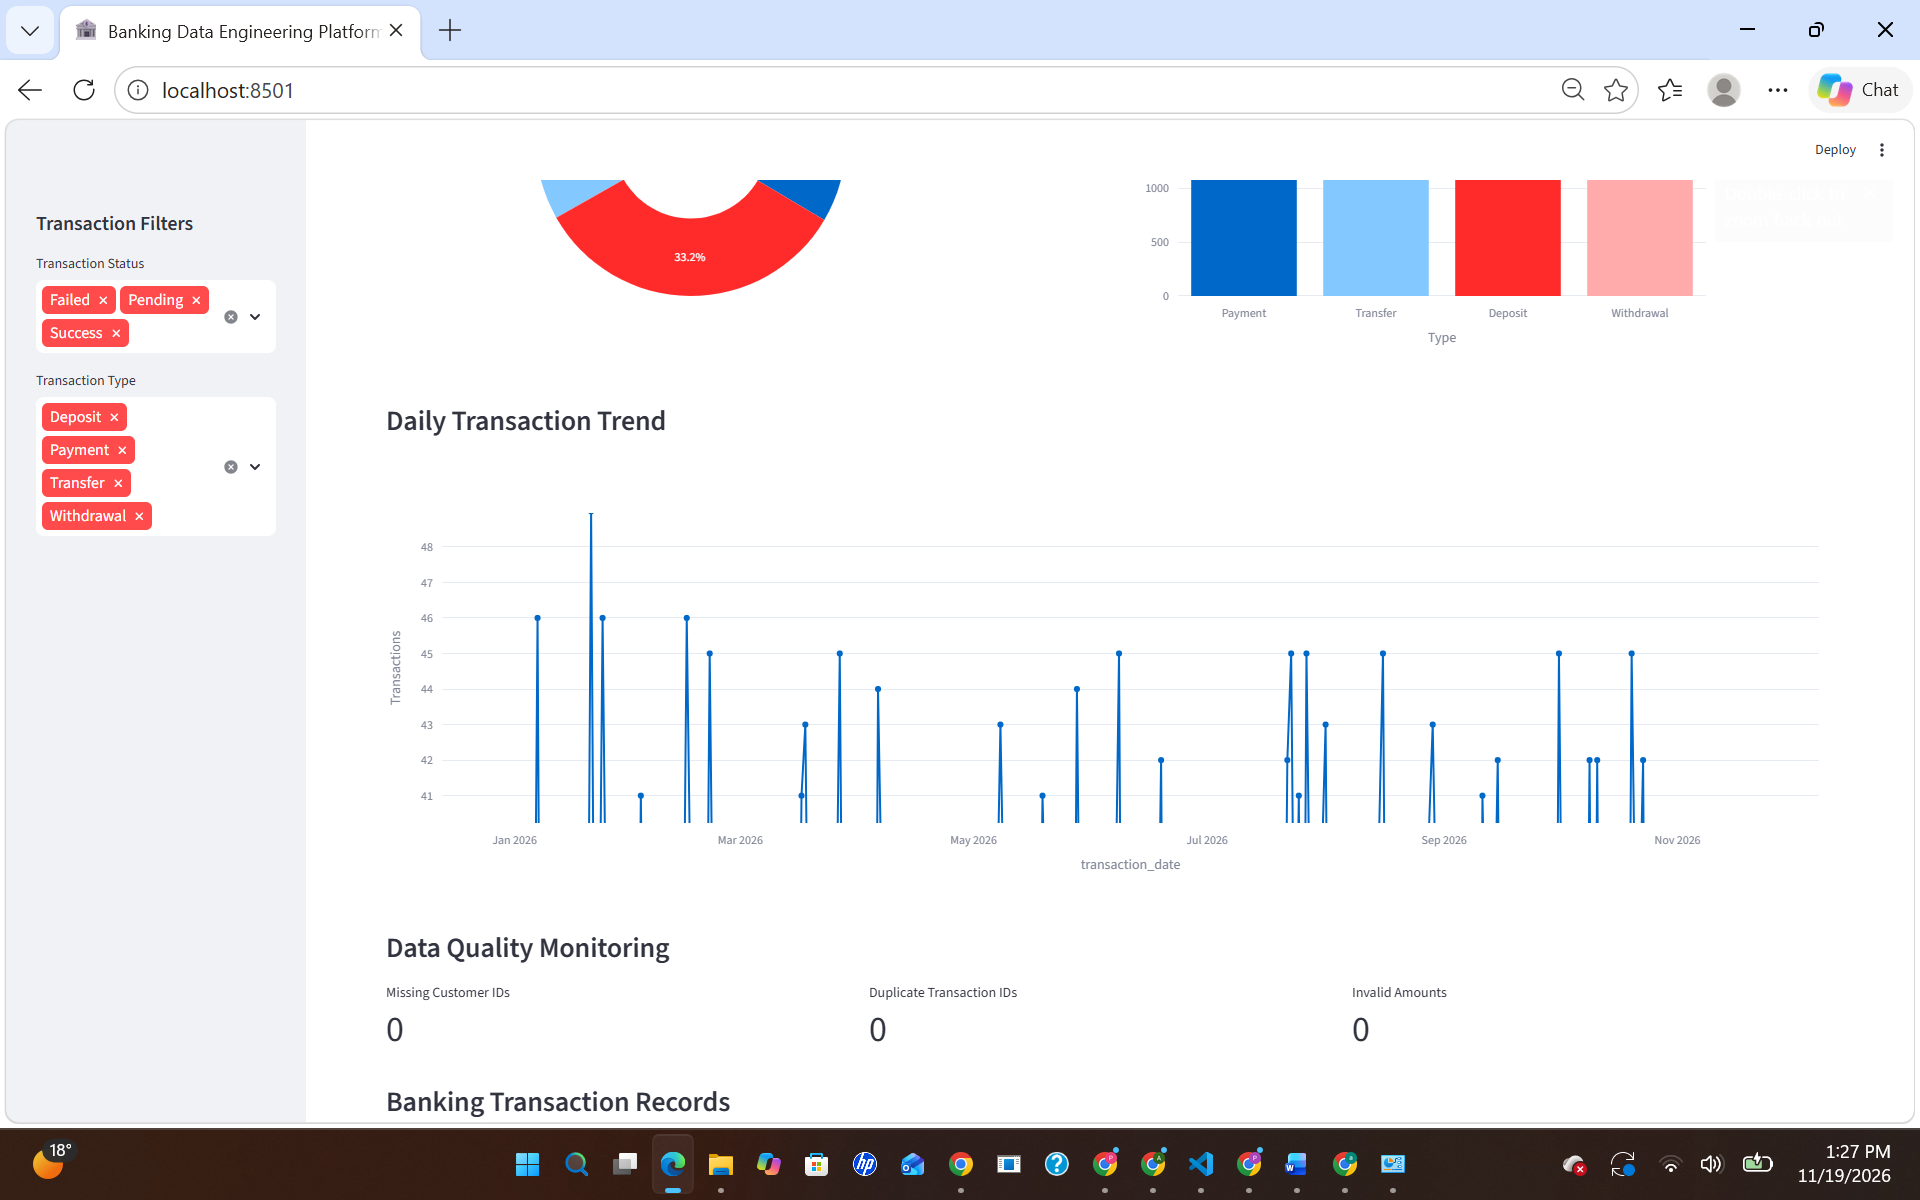 Banking Data Engineering Platform
localhost:8501
Chat
Deploy
Transaction Filters
Transaction Status
Failed
Pending
Success
Transaction Type
Deposit
Payment
Transfer
Withdrawal
33.2%
1000
500
0
Payment
Transfer
Deposit
Withdrawal
Type
Daily Transaction Trend
Transactions
48
47
46
45
44
43
42
41
Jan 2026
Mar 2026
May 2026
Jul 2026
Sep 2026
Nov 2026
transaction_date
Data Quality Monitoring
Missing Customer IDs
Duplicate Transaction IDs
Invalid Amounts
0
0
0
Banking Transaction Records
18°
1:27 PM
11/19/2026